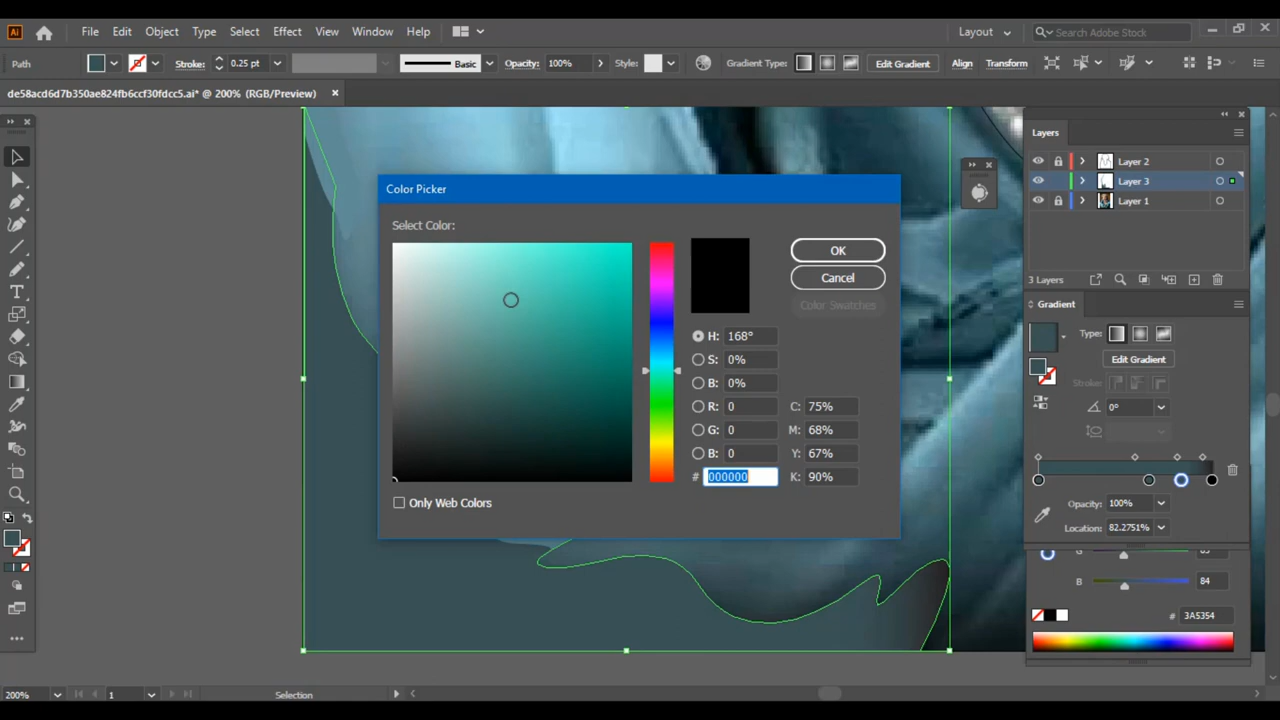 Ai File Edit Object Type Select Effect View Window Help Layout Search Adobe Stock
Path Stroke: 0.25 pt Basic Opacity: 100% Style: Gradient Type: Edit Gradient Align Transform
de58acd6d7b350ae824fb6ccf30fdcc5.ai* @ 200% (RGB/Preview)
Layers
Layer 2
Layer 3
Layer 1
3 Layers
Color Picker
Select Color:
OK
Cancel
Color Swatches
H: 168°
S: 0%
B: 0%
R: 0 C: 75%
G: 0 M: 68%
B: 0 Y: 67%
# 000000 K: 90%
Only Web Colors
Gradient
Type:
Edit Gradient
Stroke:
0°
Opacity: 100%
Location: 82.2751%
G
B 84
# 3A5354
200% 1 Selection